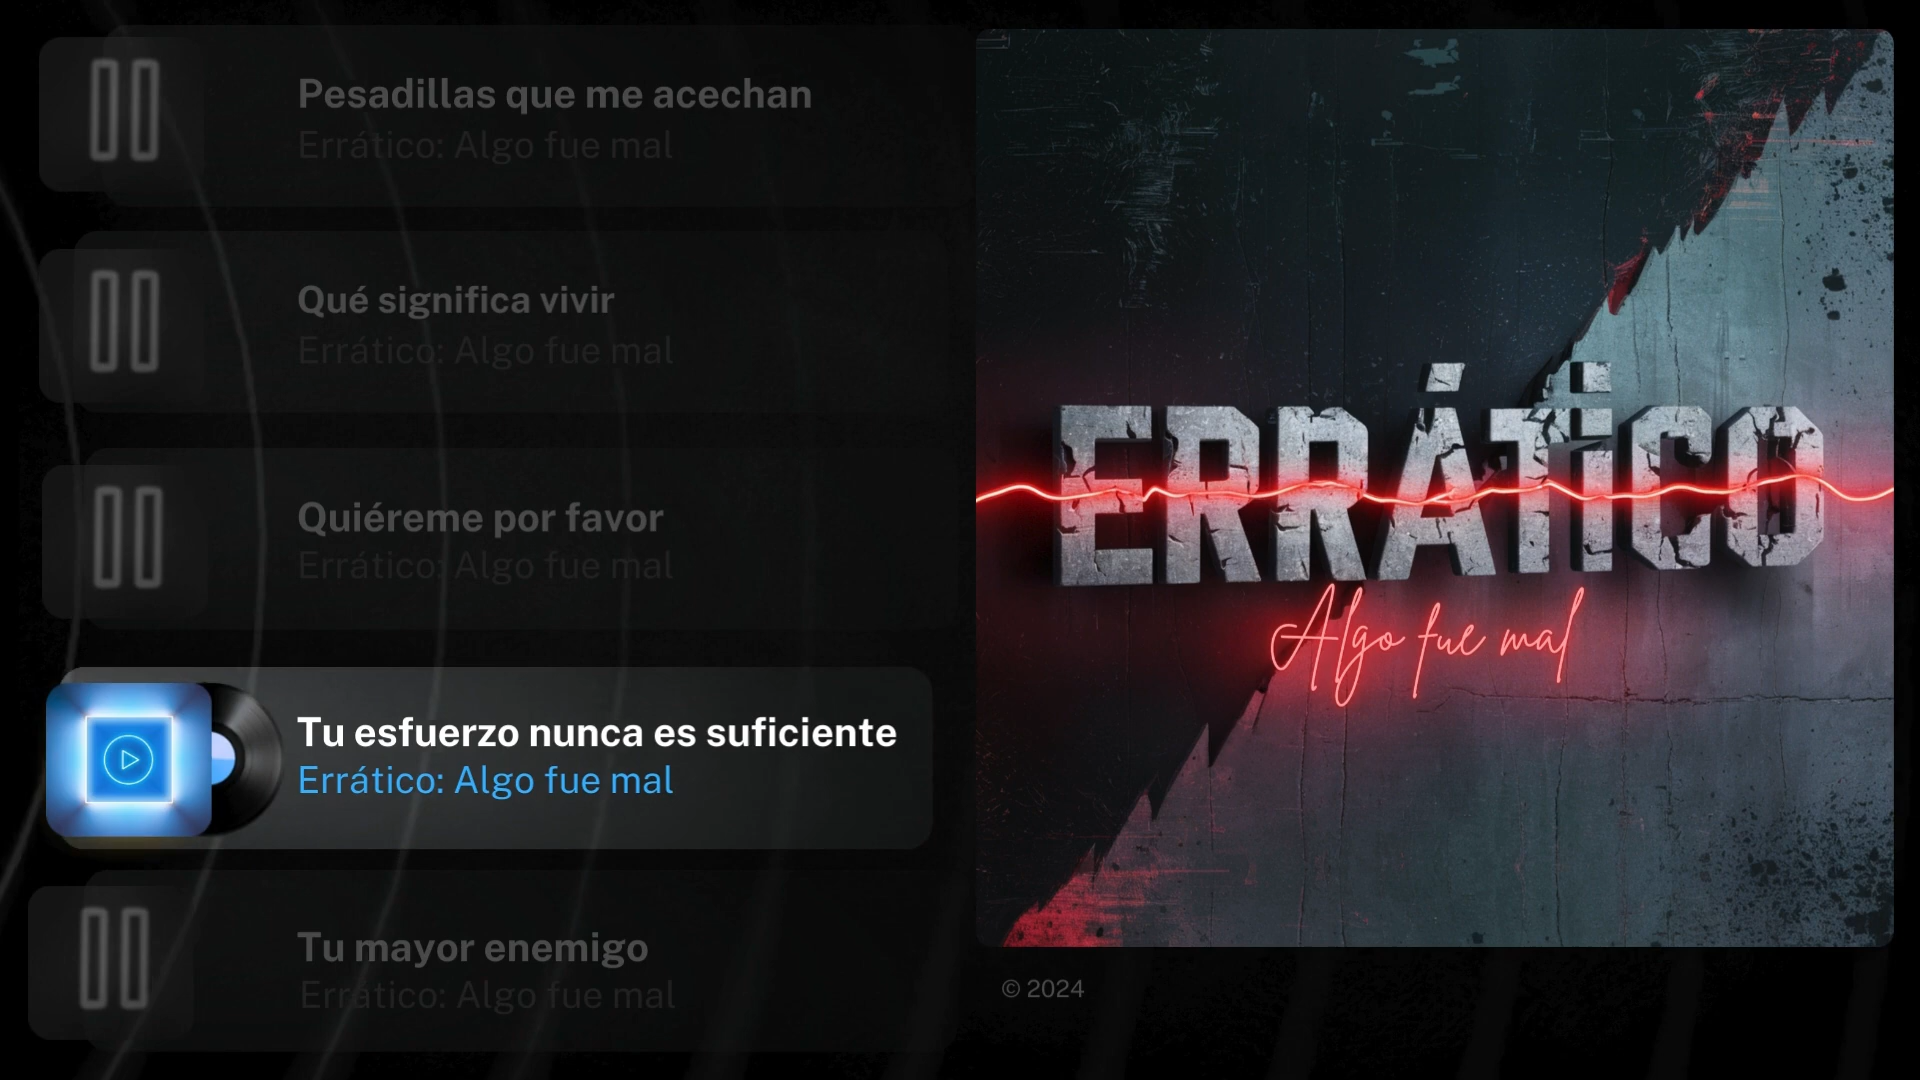 Pesadillas que me acechan
Errático: Algo fue mal
Qué significa vivir
Errático: Algo fue mal
Quiéreme por favor
Errático: Algo fue mal
Tu esfuerzo nunca es suficiente
Errático: Algo fue mal
Tu mayor enemigo
Errático: Algo fue mal
ERRÁTiCO
Algo fue mal
© 2024